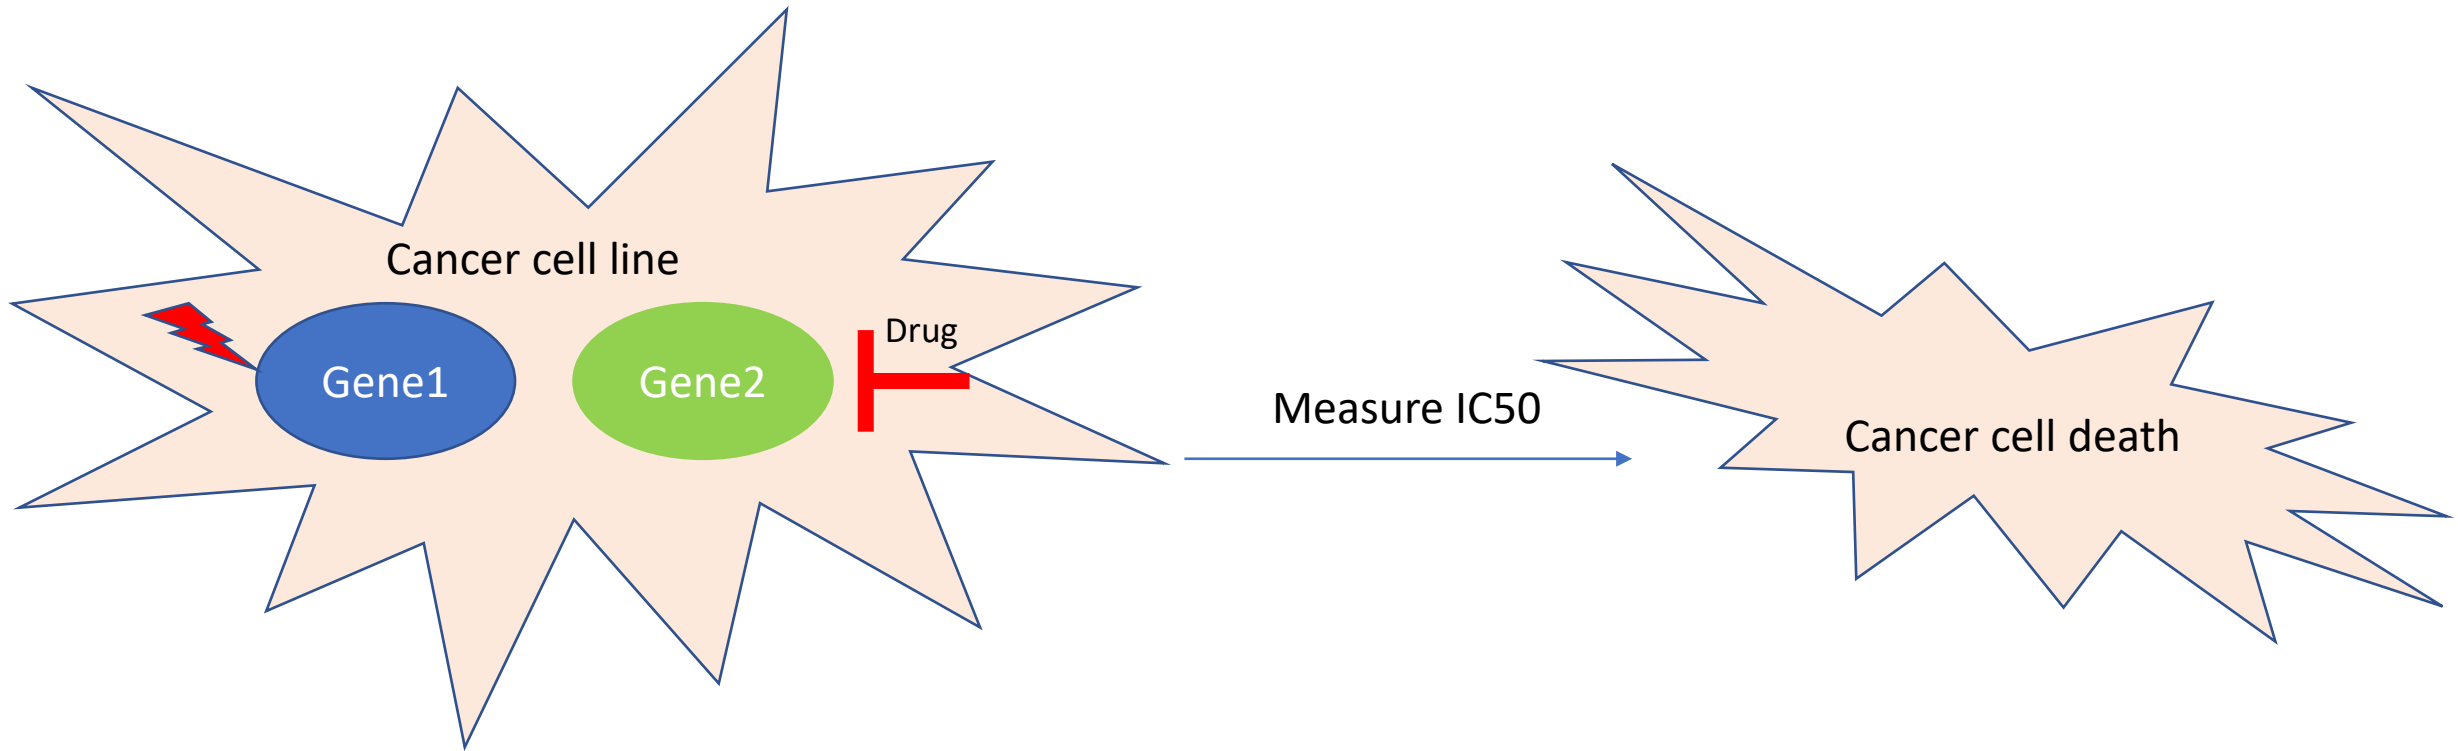 Cancer cell line
Gene1
Gene2
Drug
Measure IC50
Cancer cell death